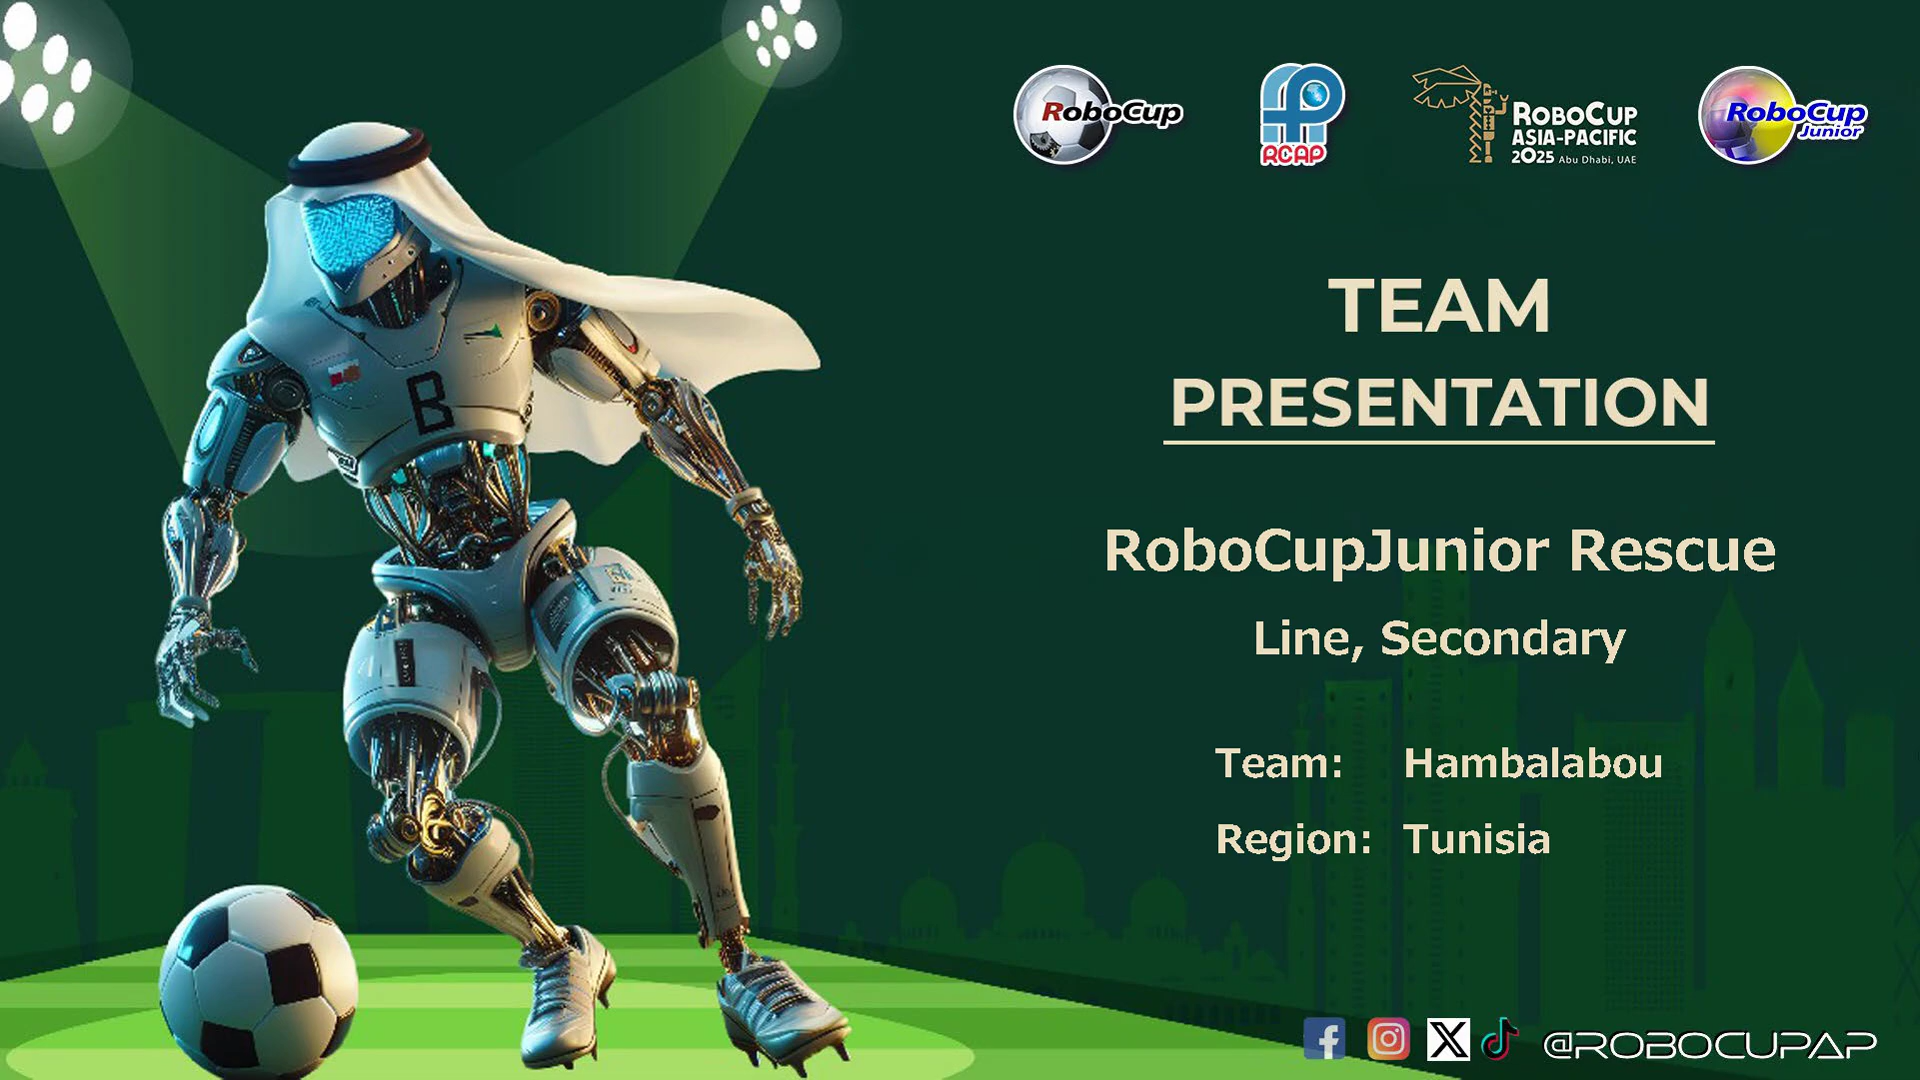 RoboCup
RCAP
ROBOCUP
ASIA-PACIFIC
2025 Abu Dhabi, UAE
RoboCup
Junior
TEAM
PRESENTATION
RoboCupJunior Rescue
Line, Secondary
Team: Hambalabou
Region: Tunisia
B
@ROBOCUPAP